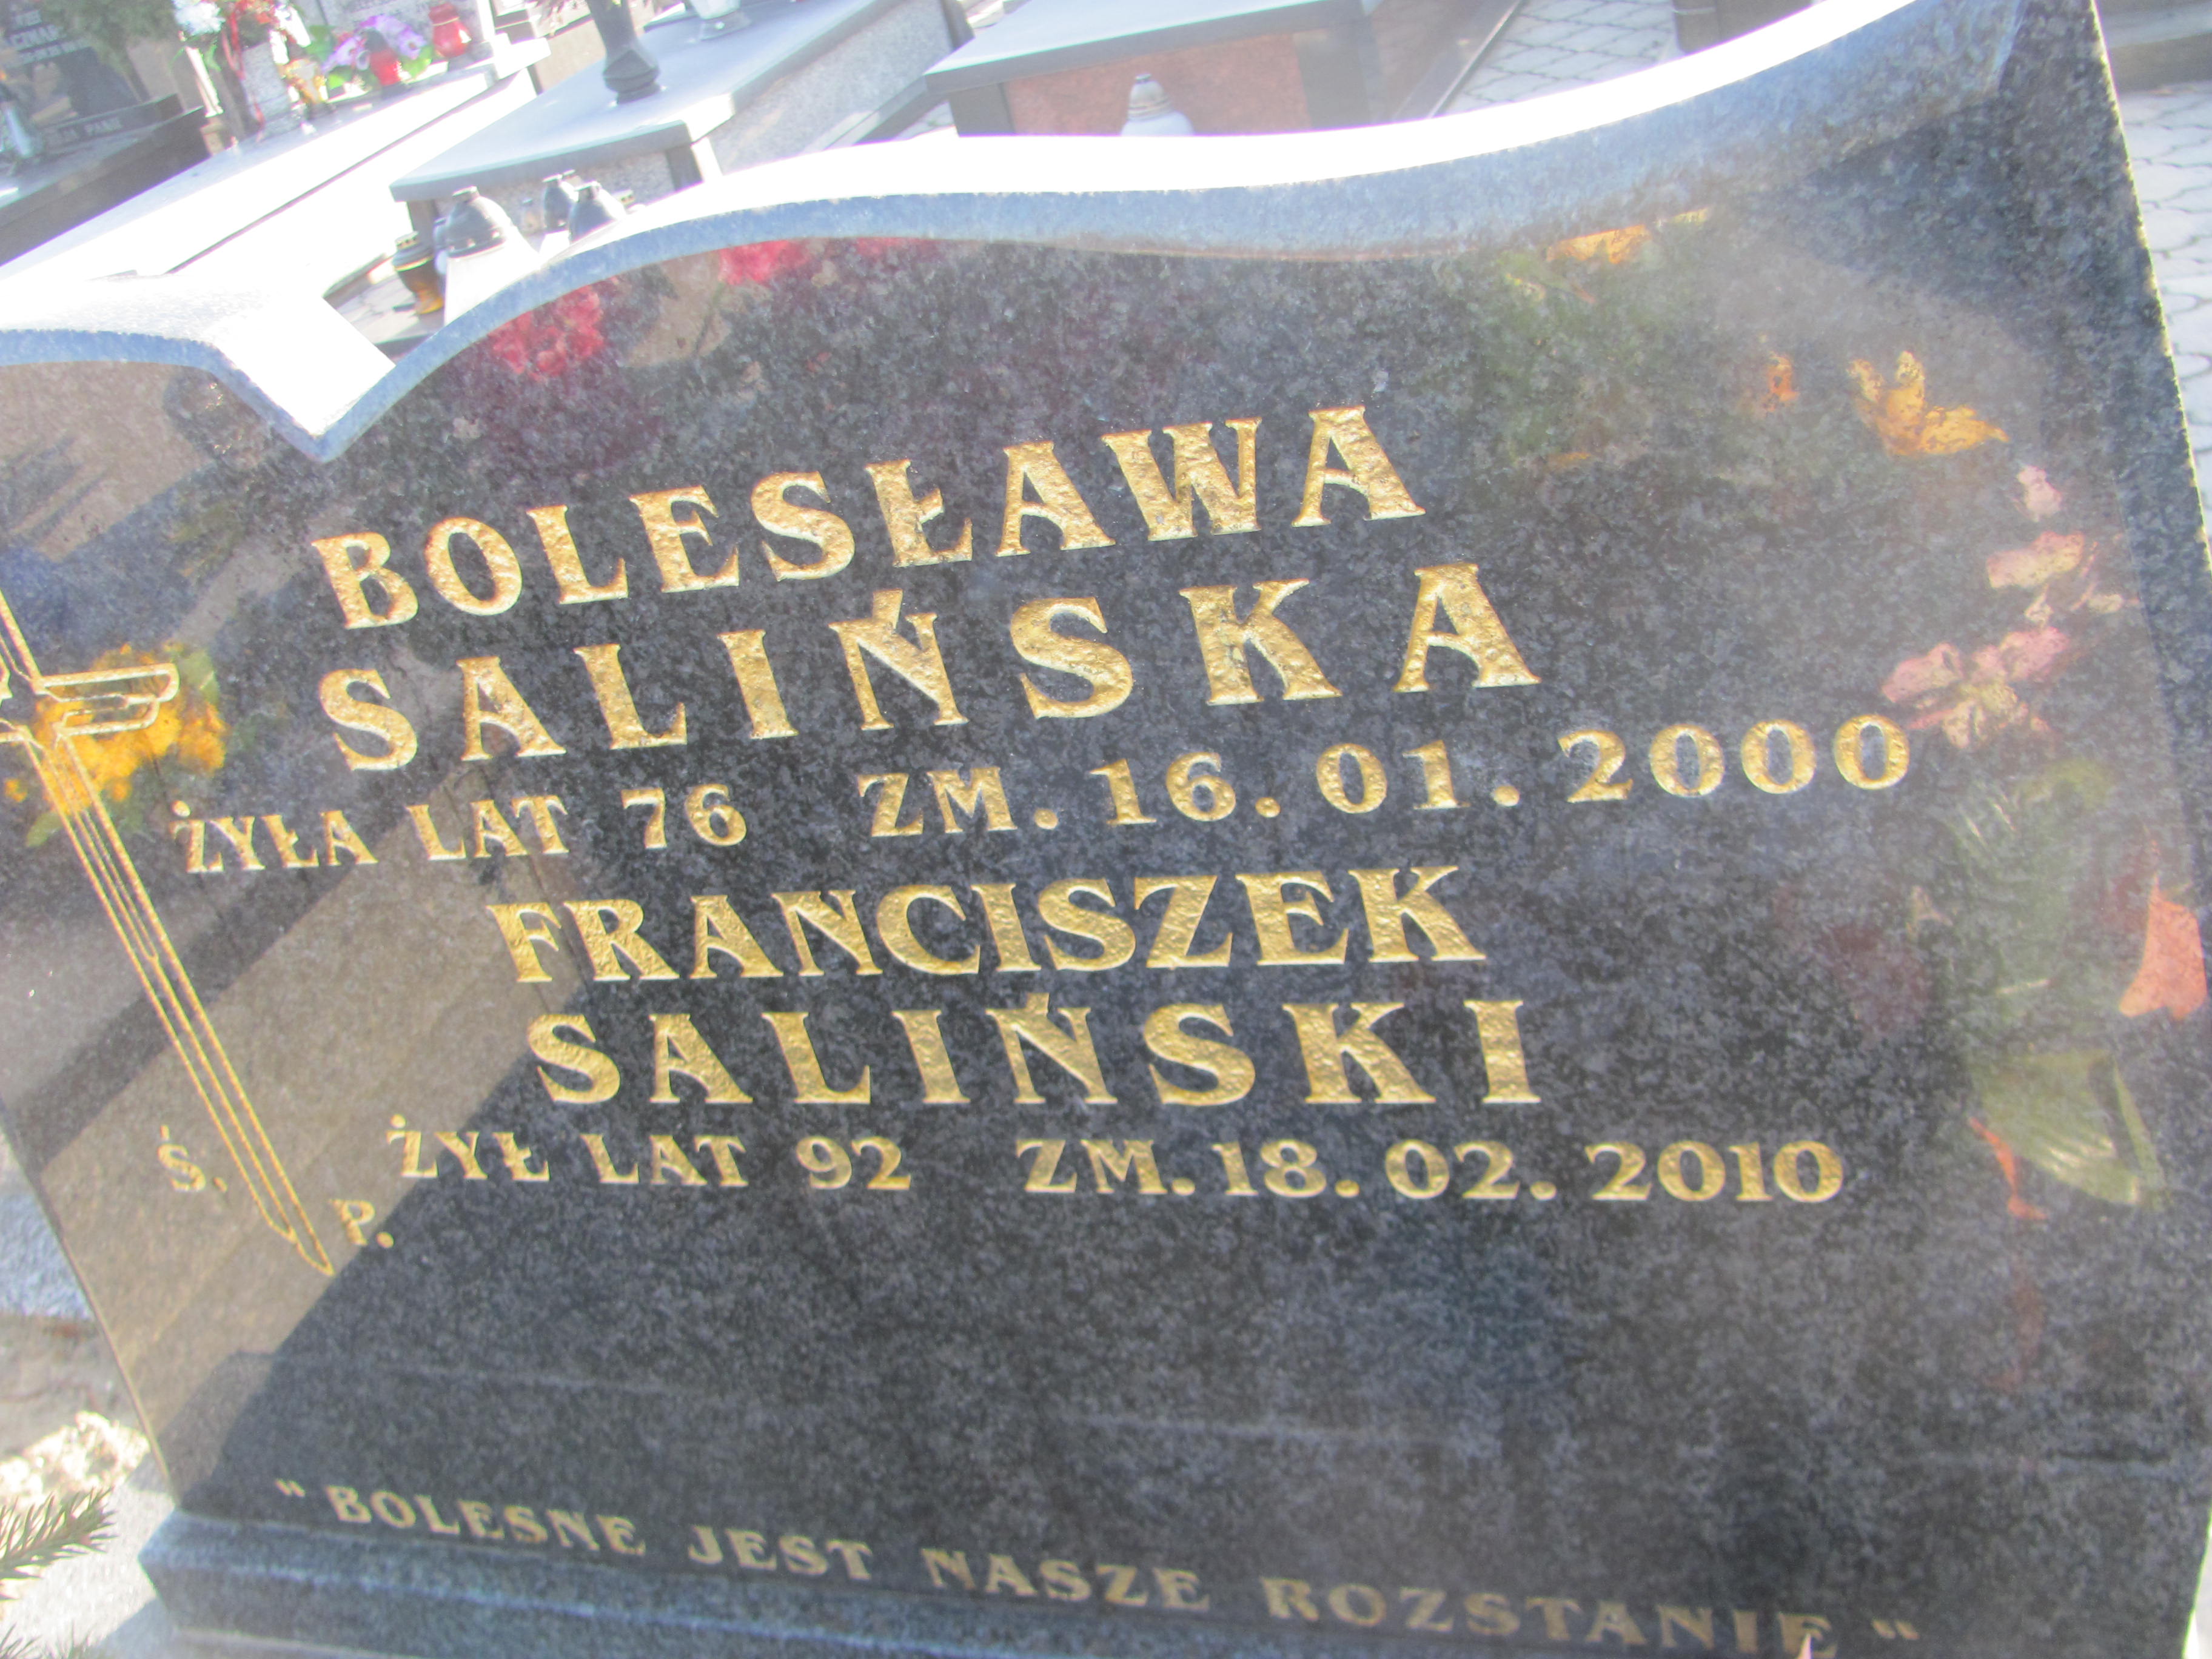 BOLESŁAWA
SALIŃSKA
ŻYŁA LAT 76 ZM. 16. 01. 2000
FRANCISZEK
SALIŃSKI
ŻYŁ LAT 92 ZM. 18. 02. 2010
Ś. P.
"BOLESNE JEST NASZE ROZSTANIE"